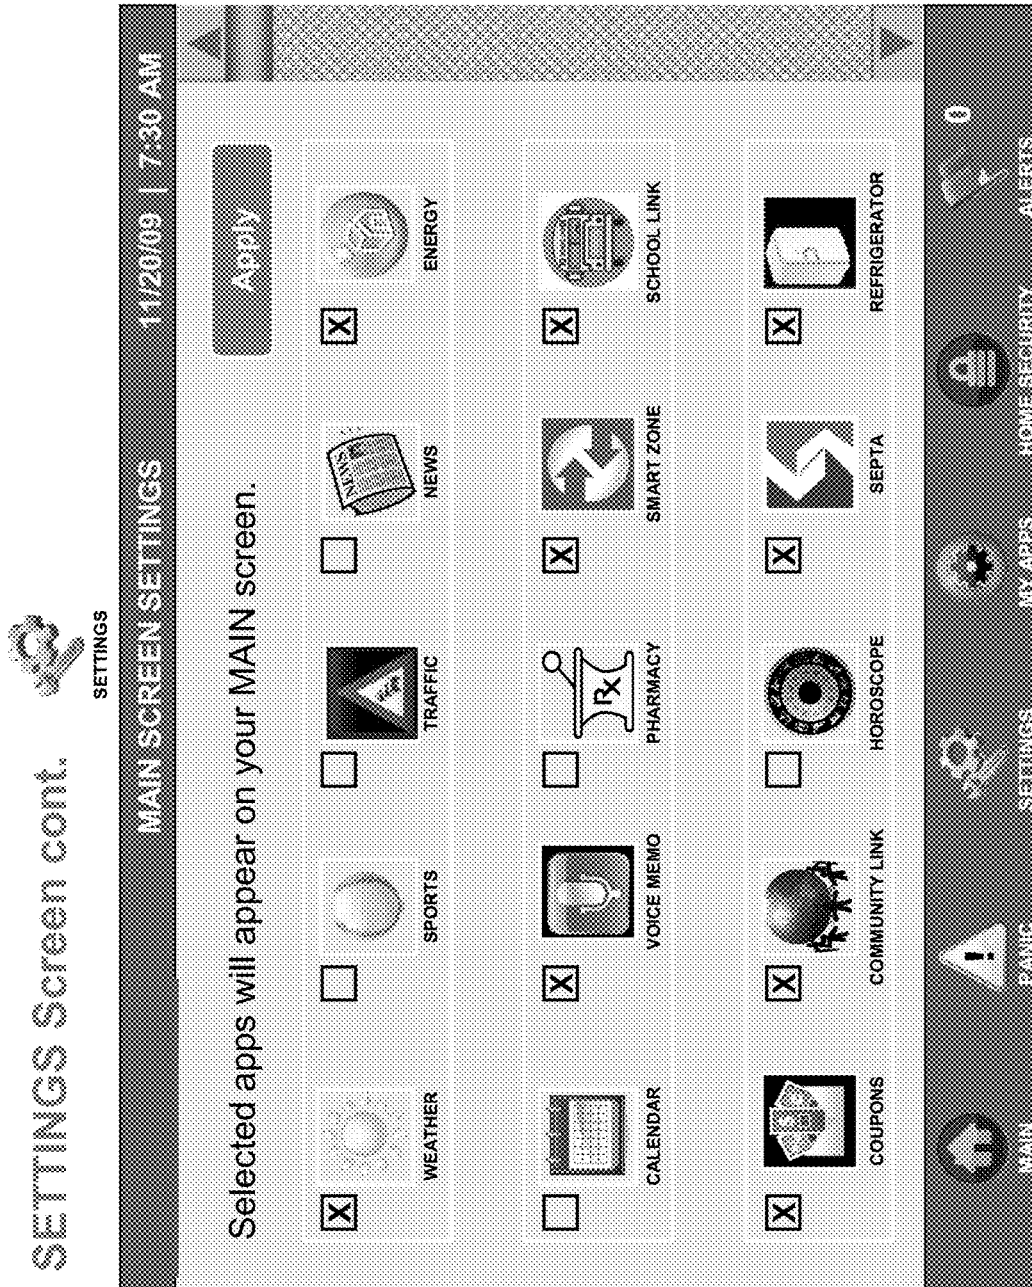 SETTINGS Screen cont.
SETTINGS
MAIN SCREEN SETTINGS 11/20/09 | 7:30 AM
Selected apps will appear on your MAIN screen. Apply
X WEATHER SPORTS TRAFFIC NEWS NEWS X ENERGY
CALENDAR X VOICE MEMO Rx PHARMACY X SMART ZONE X SCHOOL LINK
X COUPONS X COMMUNITY LINK HOROSCOPE X SEPTA X REFRIGERATOR
! 0
MAIN PANIC SETTINGS MY APPS HOME SECURITY ALERTS